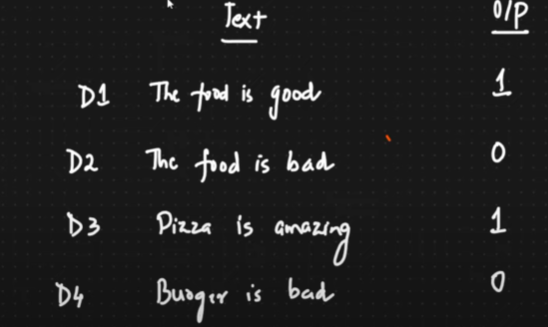 Text O/P
D1 The food is good 1
D2 The food is bad 0
D3 Pizza is amazing 1
D4 Burger is bad 0